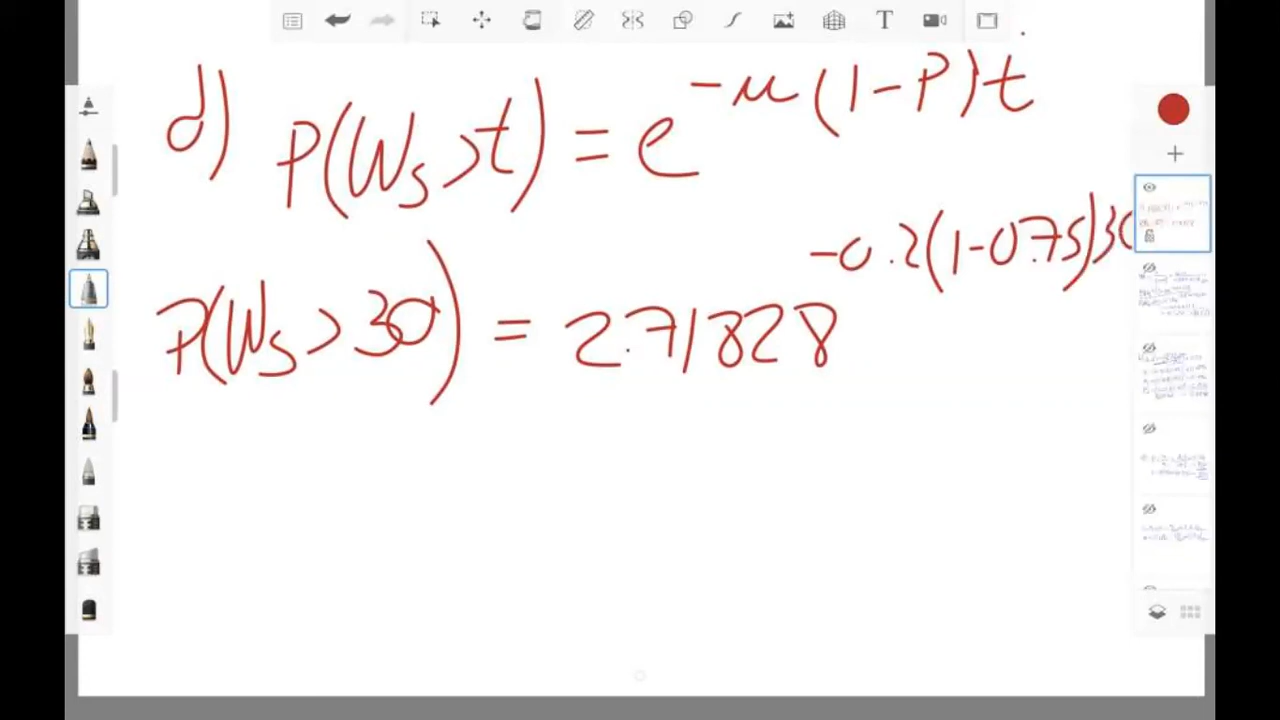 d) P(Ws>t) = e^-μ(1-P)t
P(Ws>30) = 2.71828^-0.2(1-0.75)30